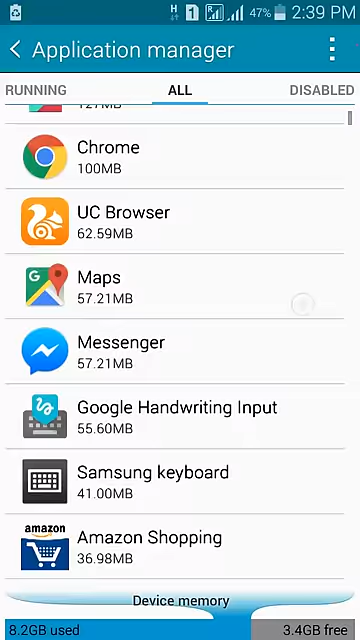 H 1 R 47% 2:39 PM
Application manager
RUNNING ALL DISABLED
127MB
Chrome
100MB
UC Browser
62.59MB
G
Maps
57.21MB
Messenger
57.21MB
Google Handwriting Input
55.60MB
Samsung keyboard
41.00MB
amazon
Amazon Shopping
36.98MB
Device memory
8.2GB used 3.4GB free